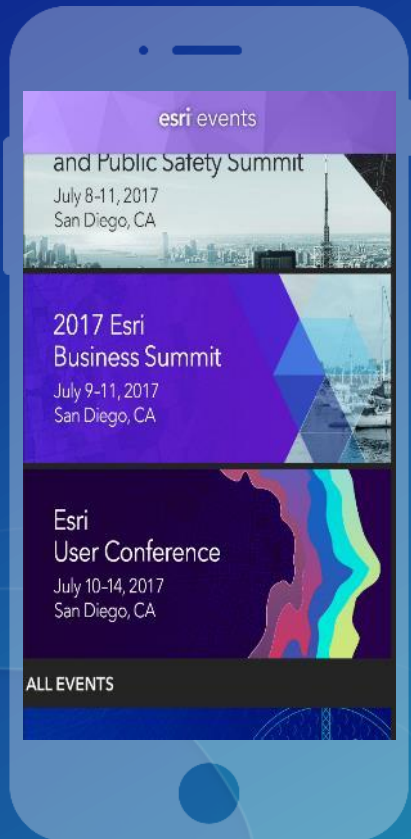 esri events
and Public Safety Summit
July 8-11, 2017
San Diego, CA
2017 Esri
Business Summit
July 9-11, 2017
San Diego, CA
Esri
User Conference
July 10-14, 2017
San Diego, CA
ALL EVENTS